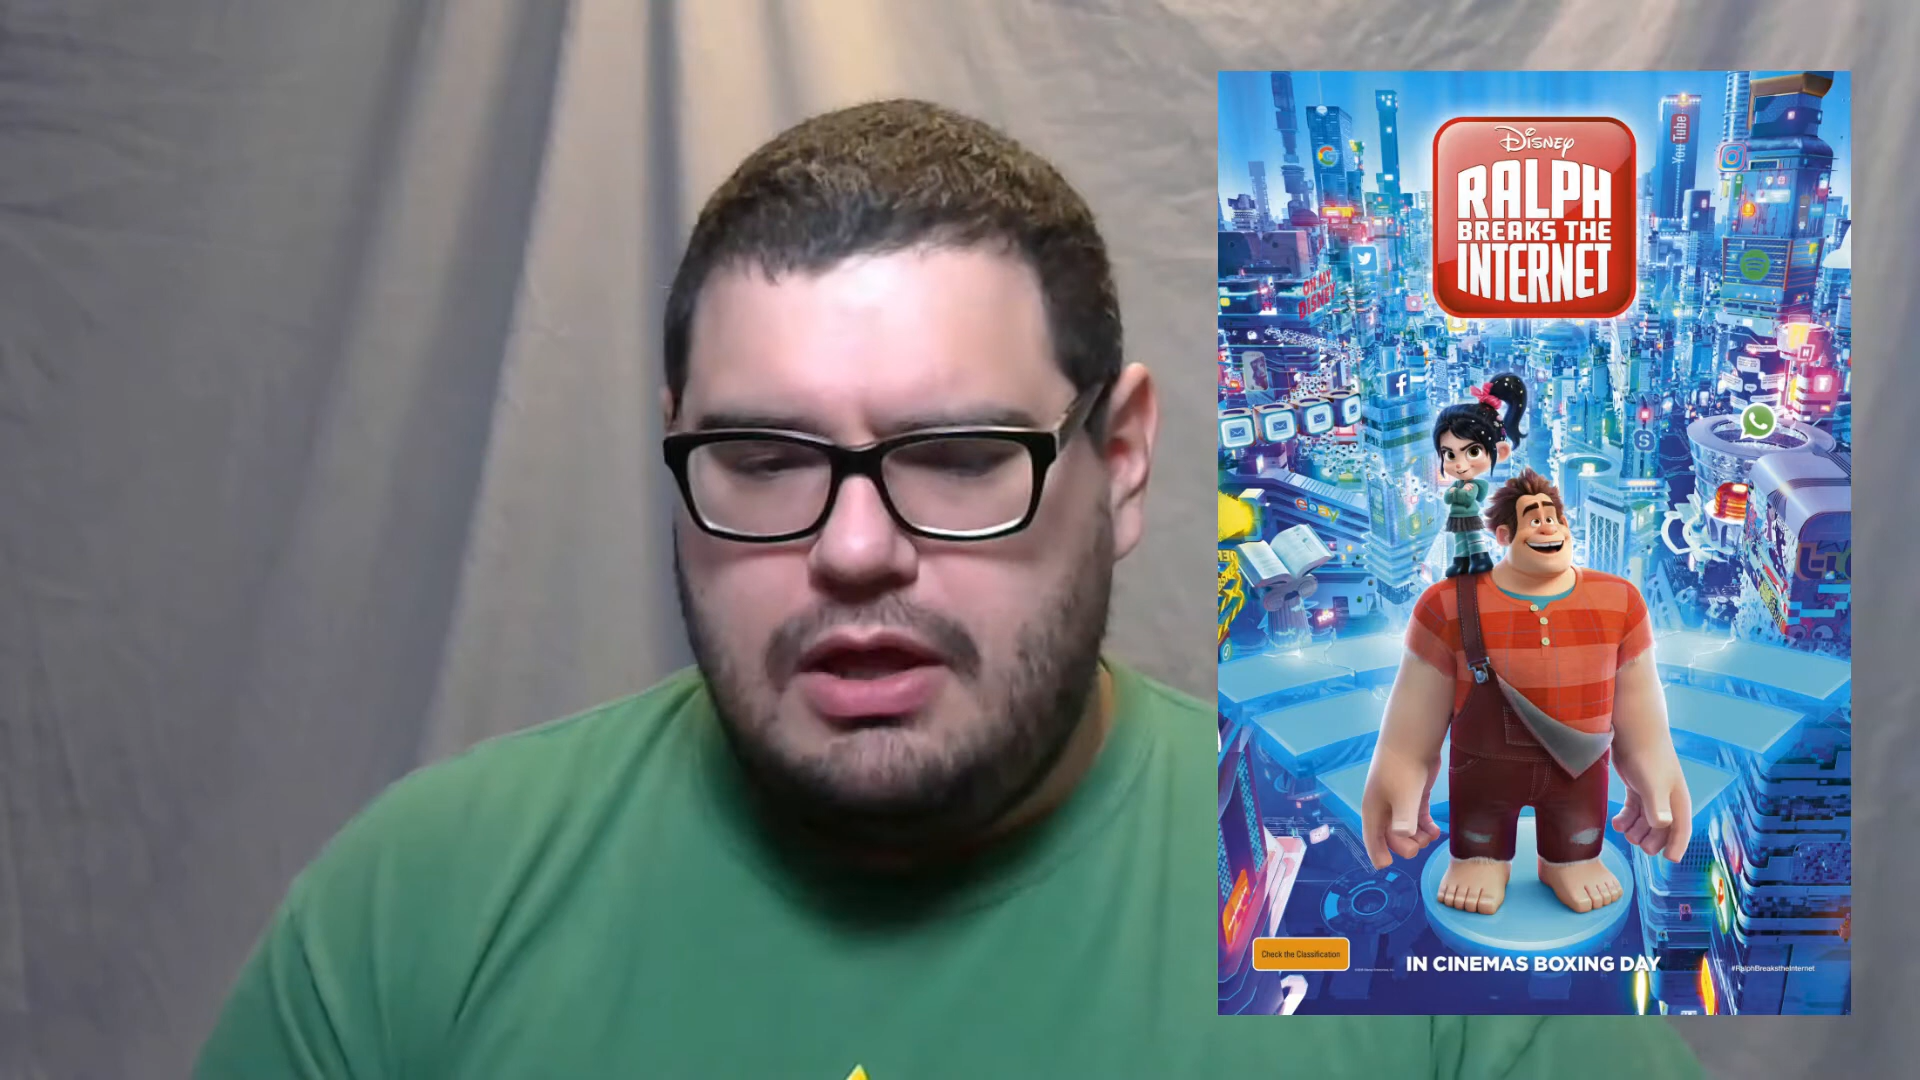 Disney
RALPH
BREAKS THE
INTERNET
YouTube
OH MY
DISNEY
ebay
Check the Classification
IN CINEMAS BOXING DAY
#RalphBreakstheInternet